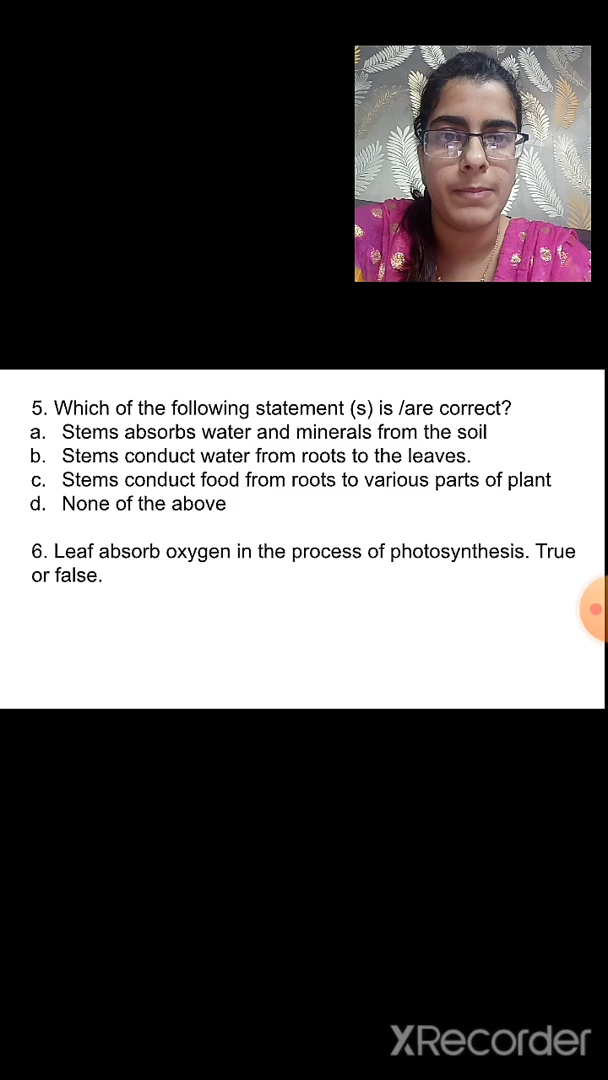 5. Which of the following statement (s) is /are correct?
a. Stems absorbs water and minerals from the soil
b. Stems conduct water from roots to the leaves.
c. Stems conduct food from roots to various parts of plant
d. None of the above
6. Leaf absorb oxygen in the process of photosynthesis. True
or false.
XRecorder